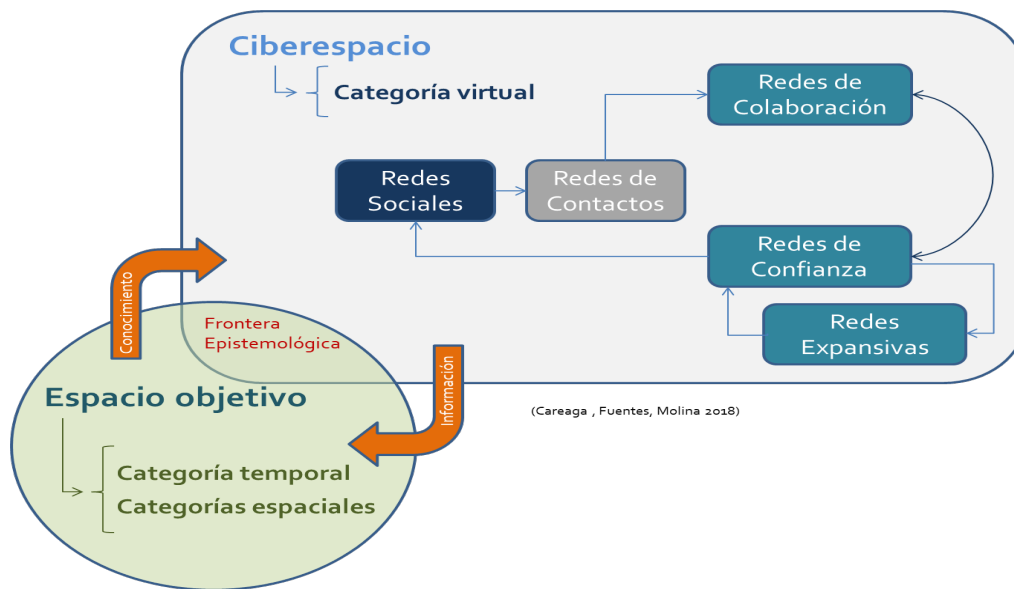 Ciberespacio
Categoría virtual
Redes de
Colaboración
Redes
Sociales
Redes de
Contactos
Redes de
Confianza
Redes
Expansivas
Conocimiento
Frontera
Epistemológica
Información
Espacio objetivo
Categoría temporal
Categorías espaciales
(Careaga , Fuentes, Molina 2018)